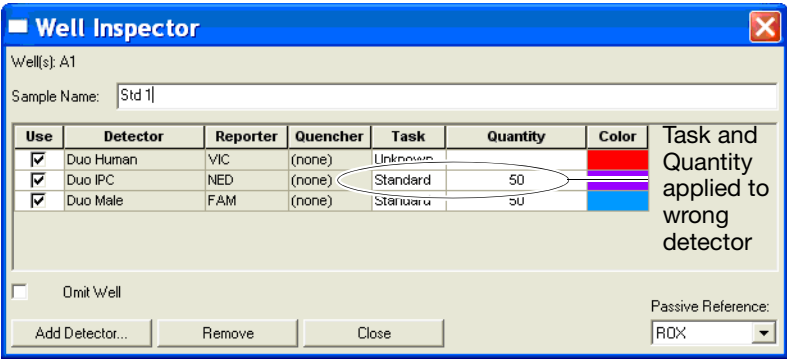 Well Inspector
Well(s): A1
Sample Name: Std 1
Use Detector Reporter Quencher Task Quantity Color
Duo Human VIC (none) Unknown
Duo IPC NED (none) Standard 50
Duo Male FAM (none) Standard 50
Task and
Quantity
applied to
wrong
detector
Omit Well
Passive Reference:
Add Detector... Remove Close ROX